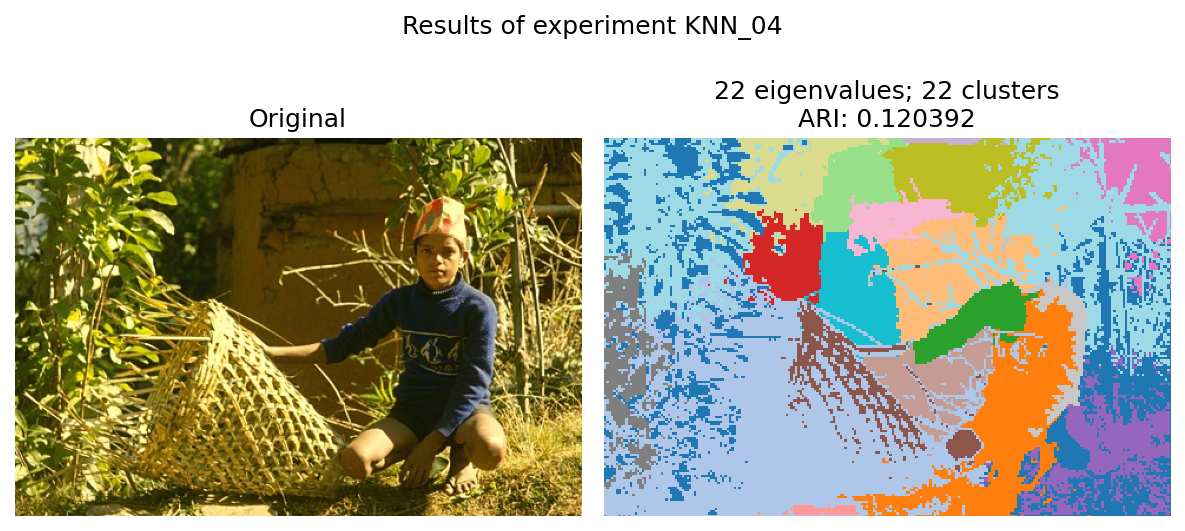 Results of experiment KNN_04
Original
22 eigenvalues; 22 clusters
ARI: 0.120392